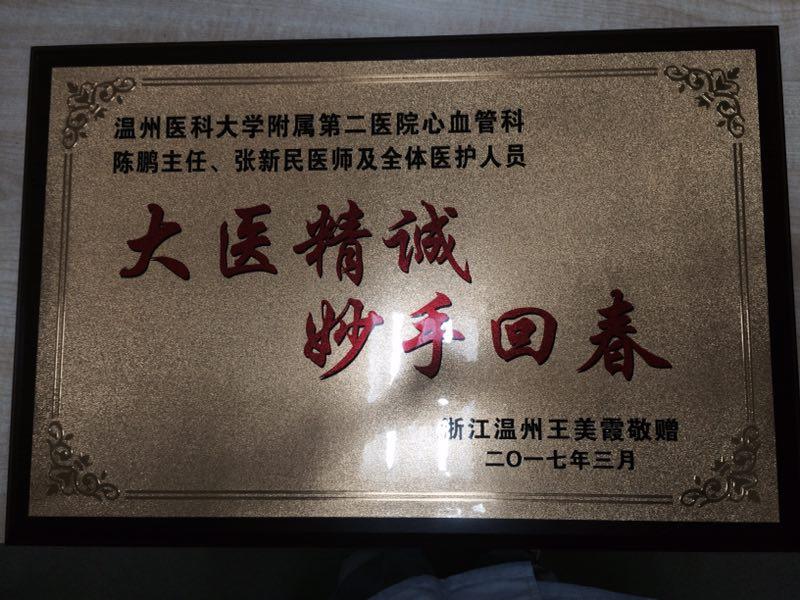 温州医科大学附属第二医院心血管科
陈鹏主任、张新民医师及全体医护人员
大医精诚
妙手回春
浙江温州王美霞敬赠
二〇一七年三月